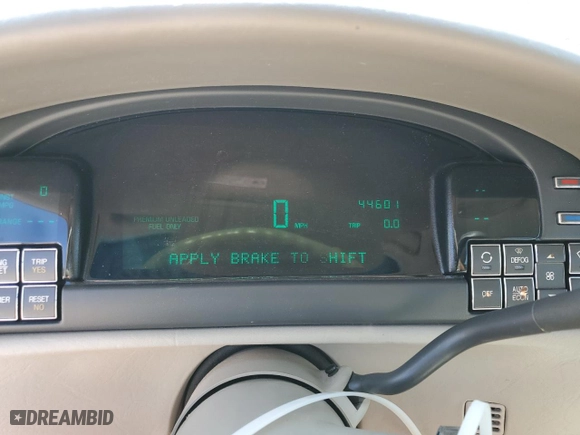 0
44601
PREMIUM UNLEADED
FUEL ONLY
0
MPH
TRIP
0.0
APPLY BRAKE TO SHIFT
TRIP
YES
RESET
NO
DEFOG
OFF
AUTO
ECON
DREAMBID